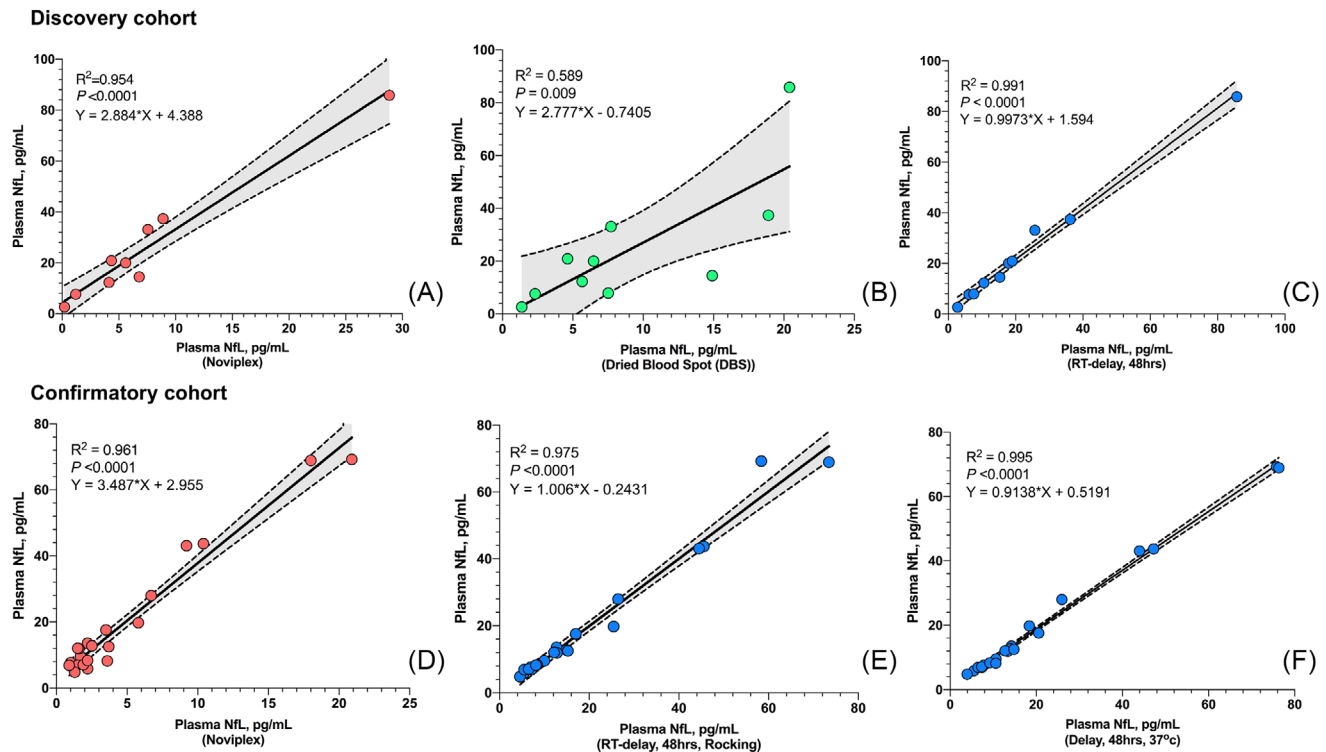 Discovery cohort
R²=0.954
P <0.0001
Y = 2.884*X + 4.388
Plasma NfL, pg/mL
100
80
60
40
20
0
0 5 10 15 20 25 30
Plasma NfL, pg/mL
(Noviplex)
(A)
R² = 0.589
P = 0.009
Y = 2.777*X - 0.7405
Plasma NfL, pg/mL
100
80
60
40
20
0
0 5 10 15 20 25
Plasma NfL, pg/mL
(Dried Blood Spot (DBS))
(B)
R² = 0.991
P < 0.0001
Y = 0.9973*X + 1.594
Plasma NfL, pg/mL
100
80
60
40
20
0
0 20 40 60 80 100
Plasma NfL, pg/mL
(RT-delay, 48hrs)
(C)
Confirmatory cohort
R² = 0.961
P <0.0001
Y = 3.487*X + 2.955
Plasma NfL, pg/mL
80
60
40
20
0
0 5 10 15 20 25
Plasma NfL, pg/mL
(Noviplex)
(D)
R² = 0.975
P <0.0001
Y = 1.006*X - 0.2431
Plasma NfL, pg/mL
80
60
40
20
0
0 20 40 60 80
Plasma NfL, pg/mL
(RT-delay, 48hrs, Rocking)
(E)
R² = 0.995
P <0.0001
Y = 0.9138*X + 0.5191
Plasma NfL, pg/mL
80
60
40
20
0
0 20 40 60 80
Plasma NfL, pg/mL
(Delay, 48hrs, 37°c)
(F)